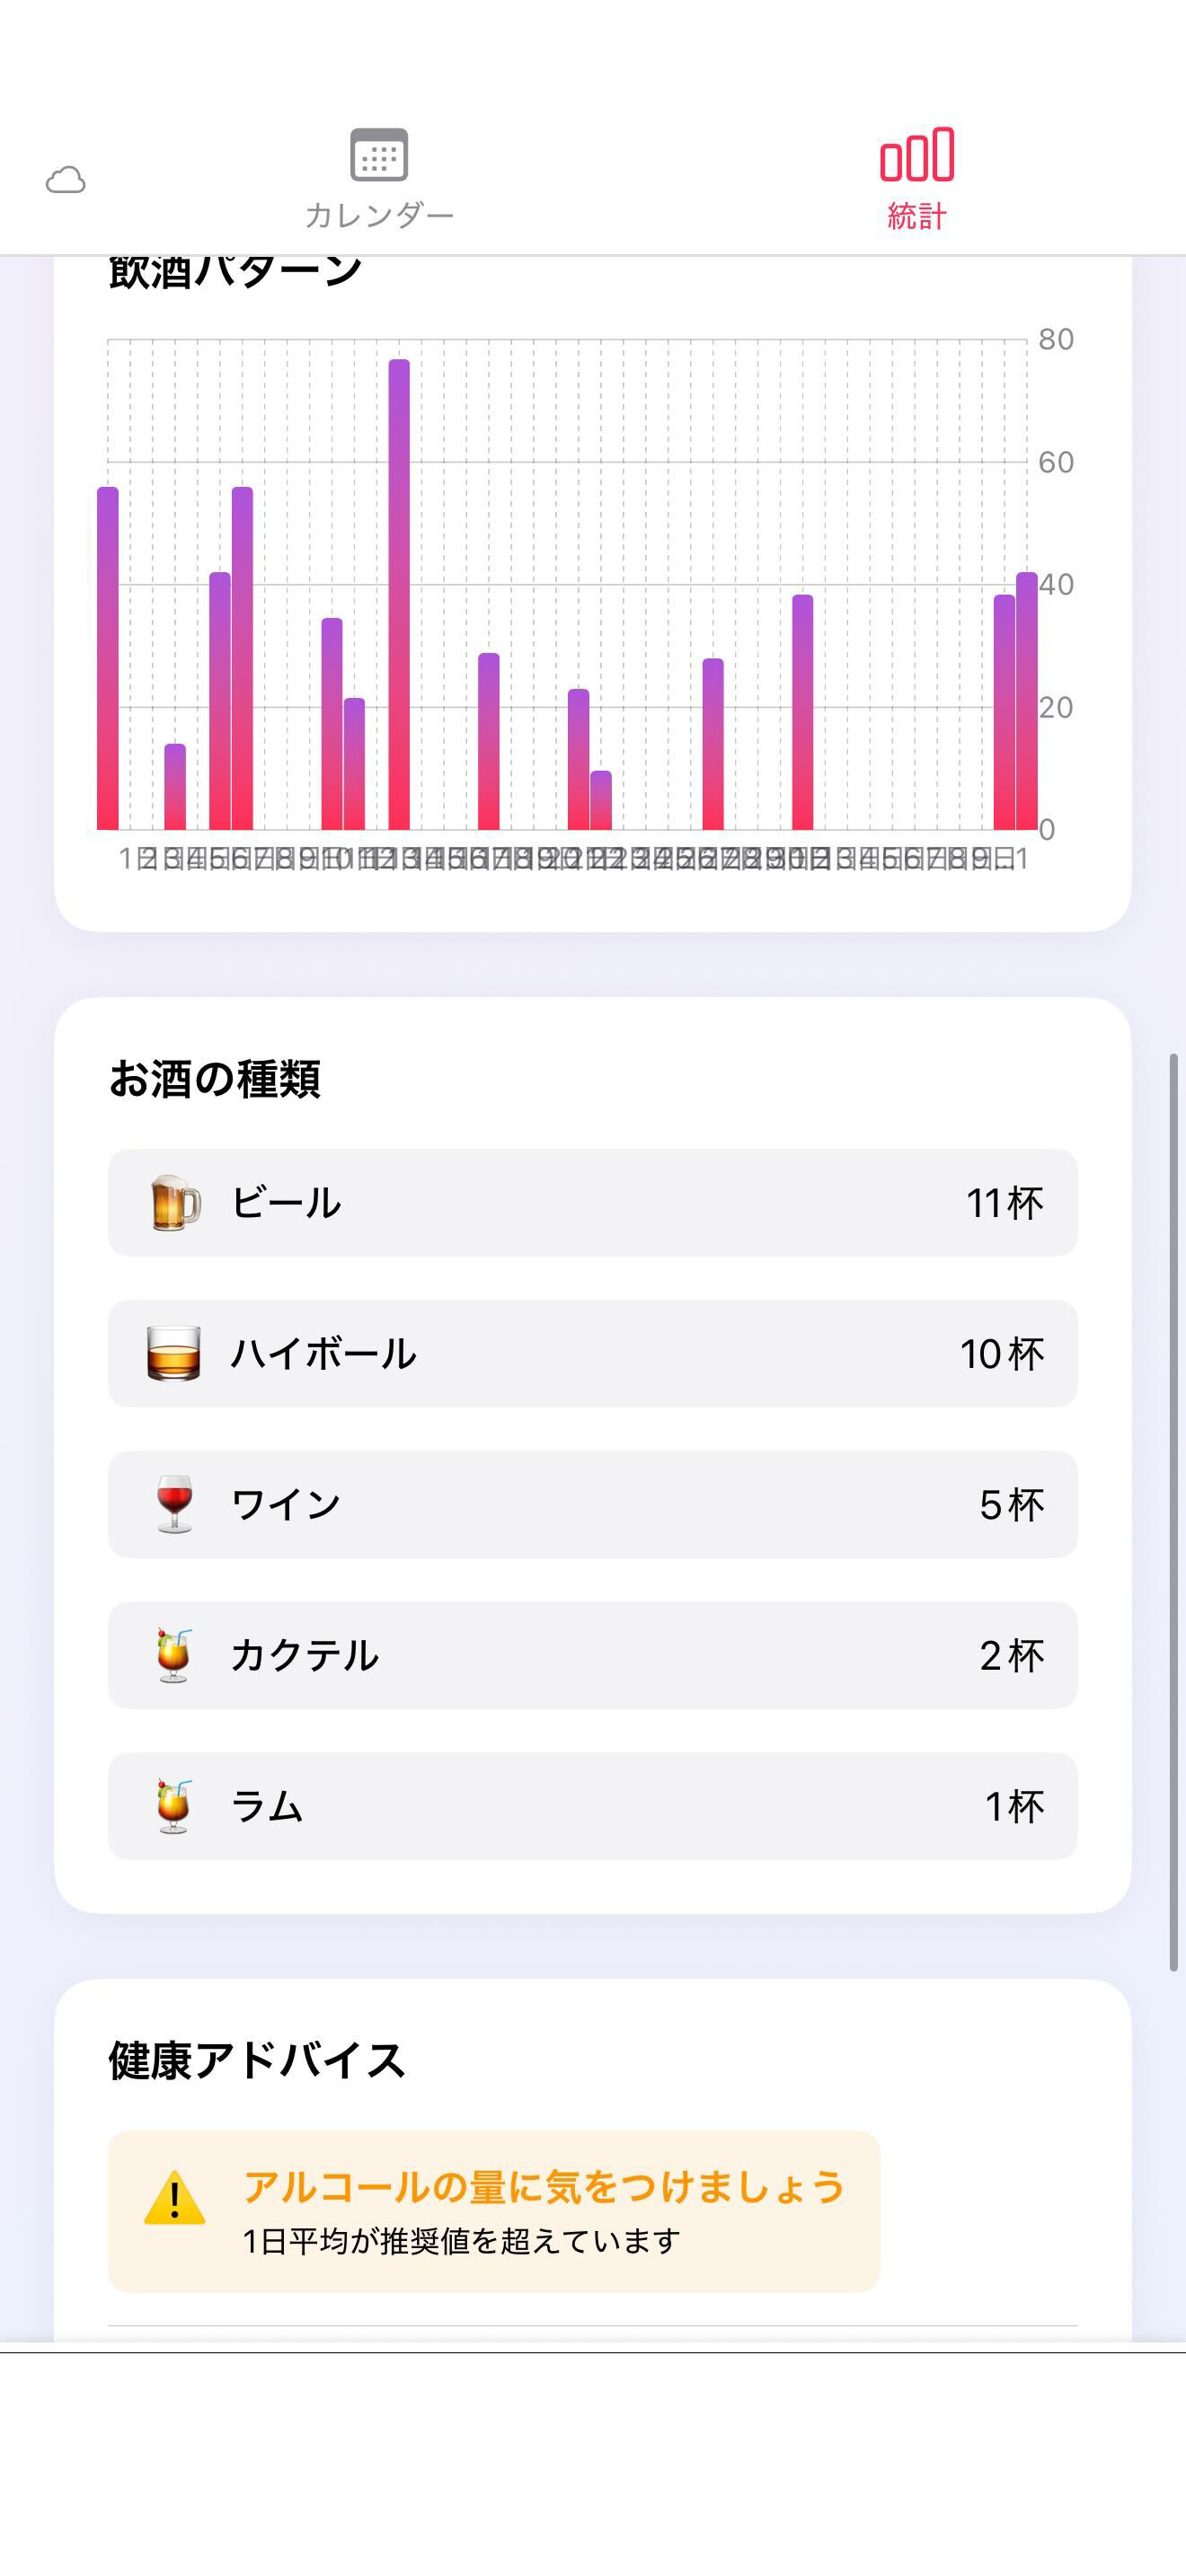 カレンダー
統計
飲酒パターン
80
60
40
20
0
お酒の種類
ビール 11杯
ハイボール 10杯
ワイン 5杯
カクテル 2杯
ラム 1杯
健康アドバイス
アルコールの量に気をつけましょう
1日平均が推奨値を超えています